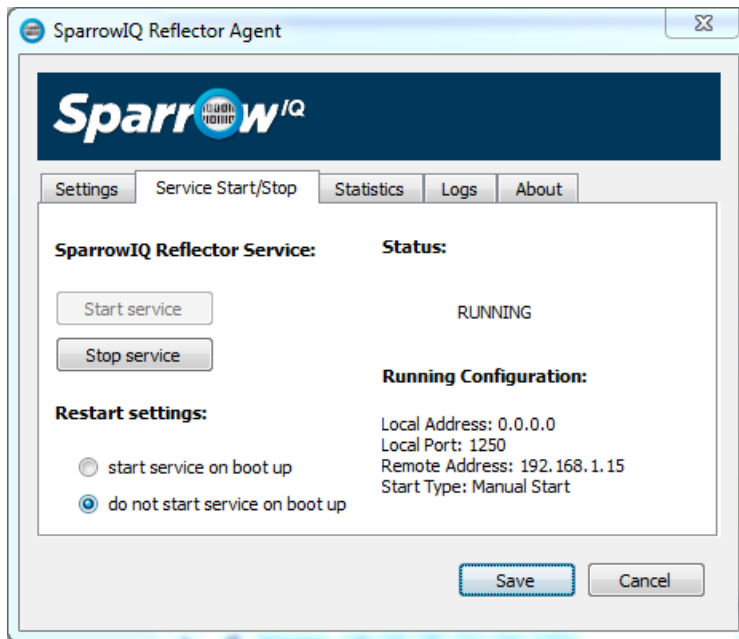 SparrowIQ Reflector Agent
Sparrow IQ
Settings
Service Start/Stop
Statistics
Logs
About
SparrowIQ Reflector Service:
Start service
Stop service
Restart settings:
start service on boot up
do not start service on boot up
Status:
RUNNING
Running Configuration:
Local Address: 0.0.0.0
Local Port: 1250
Remote Address: 192.168.1.15
Start Type: Manual Start
Save
Cancel